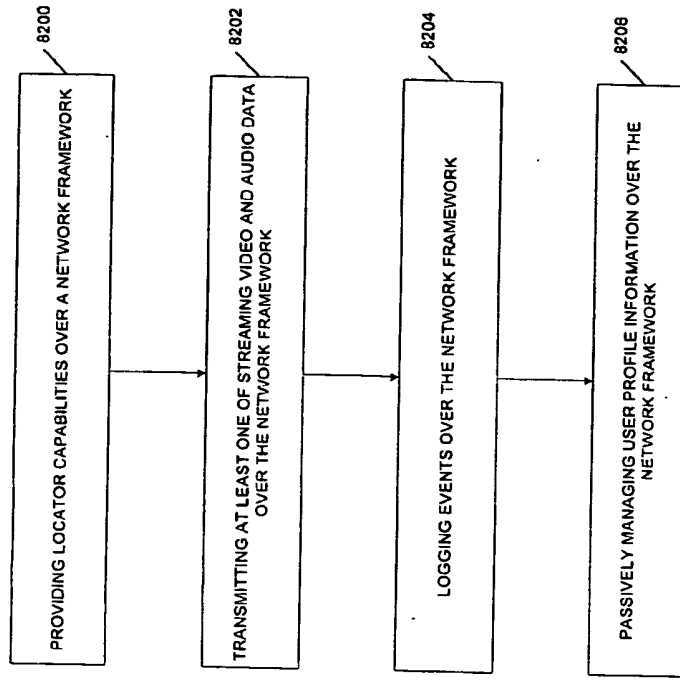 8200
PROVIDING LOCATOR CAPABILITIES OVER A NETWORK FRAMEWORK
8202
TRANSMITTING AT LEAST ONE OF STREAMING VIDEO AND AUDIO DATA
OVER THE NETWORK FRAMEWORK
8204
LOGGING EVENTS OVER THE NETWORK FRAMEWORK
8206
PASSIVELY MANAGING USER PROFILE INFORMATION OVER THE
NETWORK FRAMEWORK